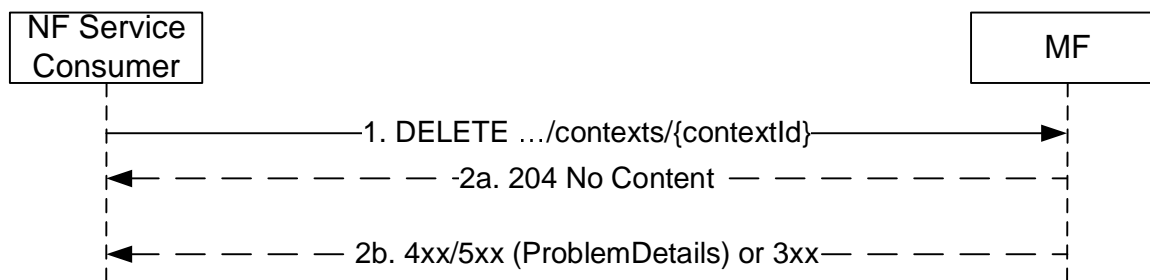 NF Service
Consumer
MF
1. DELETE …/contexts/{contextId}
2a. 204 No Content
2b. 4xx/5xx (ProblemDetails) or 3xx